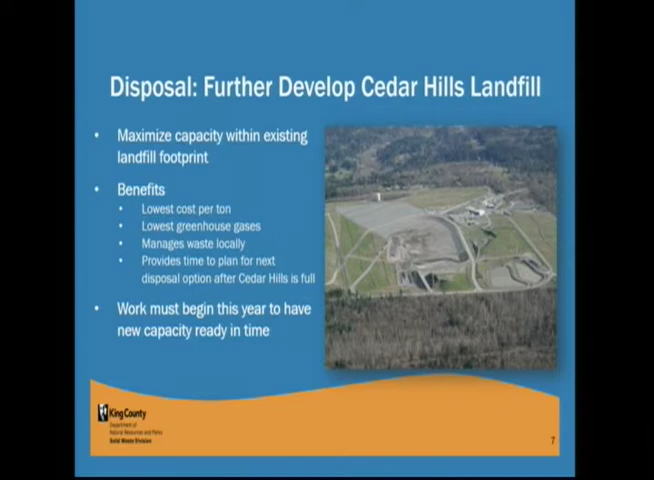 Disposal: Further Develop Cedar Hills Landfill
• Maximize capacity within existing
landfill footprint
• Benefits
• Lowest cost per ton
• Lowest greenhouse gases
• Manages waste locally
• Provides time to plan for next
disposal option after Cedar Hills is full
• Work must begin this year to have
new capacity ready in time
King County
Department of
Natural Resources and Parks
Solid Waste Division
7